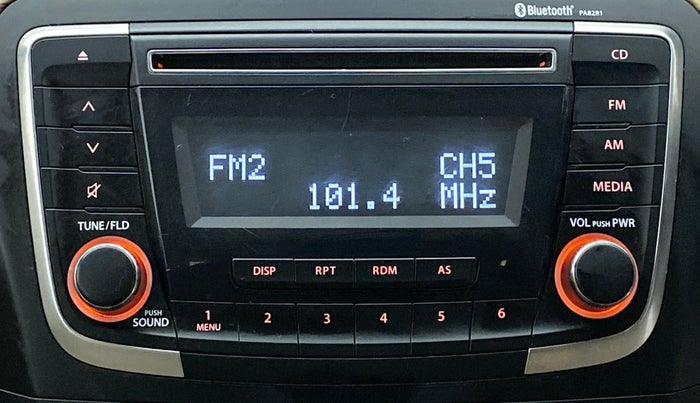 Bluetooth PA82R1
CD
FM
AM
MEDIA
FM2 CH5
101.4 MHz
TUNE/FLD
VOL PUSH PWR
DISP RPT RDM AS
PUSH
SOUND
1 2 3 4 5 6
MENU